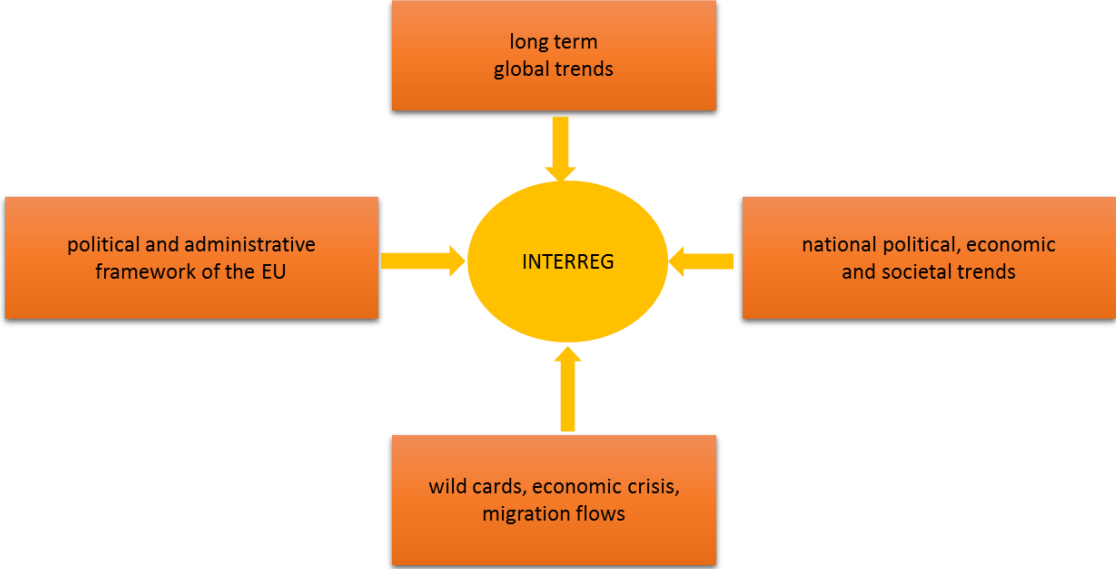 long term
global trends
political and administrative
framework of the EU
INTERREG
national political, economic
and societal trends
wild cards, economic crisis,
migration flows